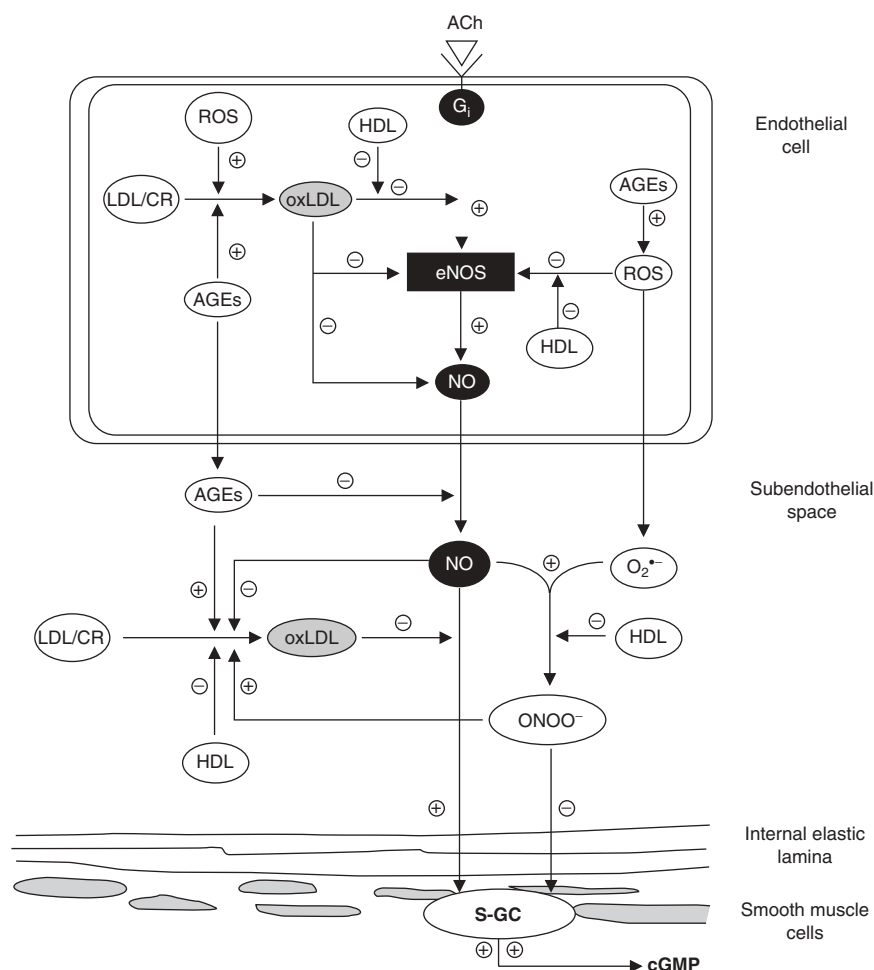 ACh
Gᵢ
Endothelial
cell
ROS
HDL
⊕
⊖
LDL/CR
oxLDL
⊖
⊕
AGEs
⊕
⊕
AGEs
⊖
eNOS
⊖
ROS
⊖
⊕
⊖
HDL
NO
AGEs
⊖
Subendothelial
space
NO
⊕
O₂•−
⊕
⊖
LDL/CR
oxLDL
⊖
⊖
HDL
⊖
⊕
ONOO⁻
HDL
⊕
⊖
Internal elastic
lamina
S-GC
Smooth muscle
cells
⊕
⊕
cGMP